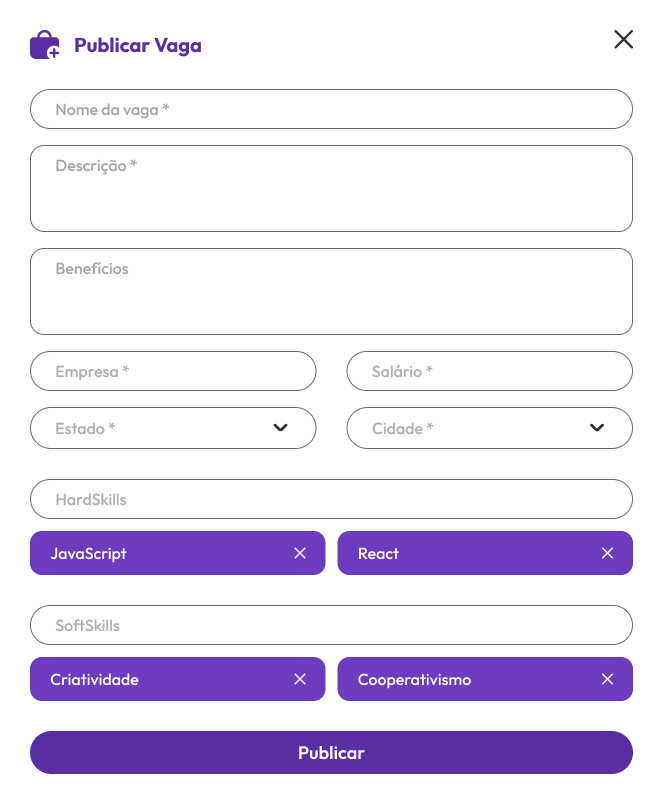 Publicar Vaga
Nome da vaga *
Descrição *
Benefícios
Empresa *
Salário *
Estado *
Cidade *
HardSkills
JavaScript
React
SoftSkills
Criatividade
Cooperativismo
Publicar